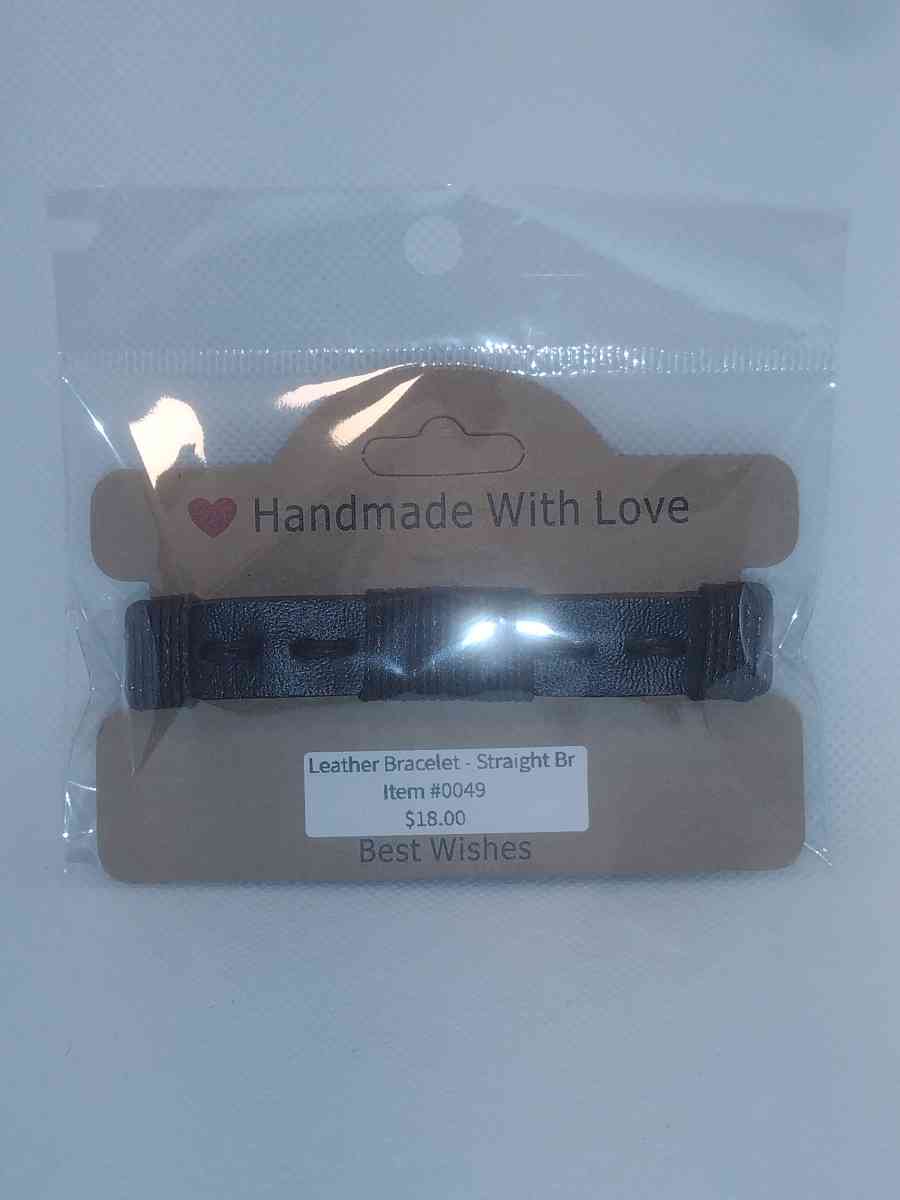 Handmade With Love
Leather Bracelet - Straight Br
Item #0049
$18.00
Best Wishes